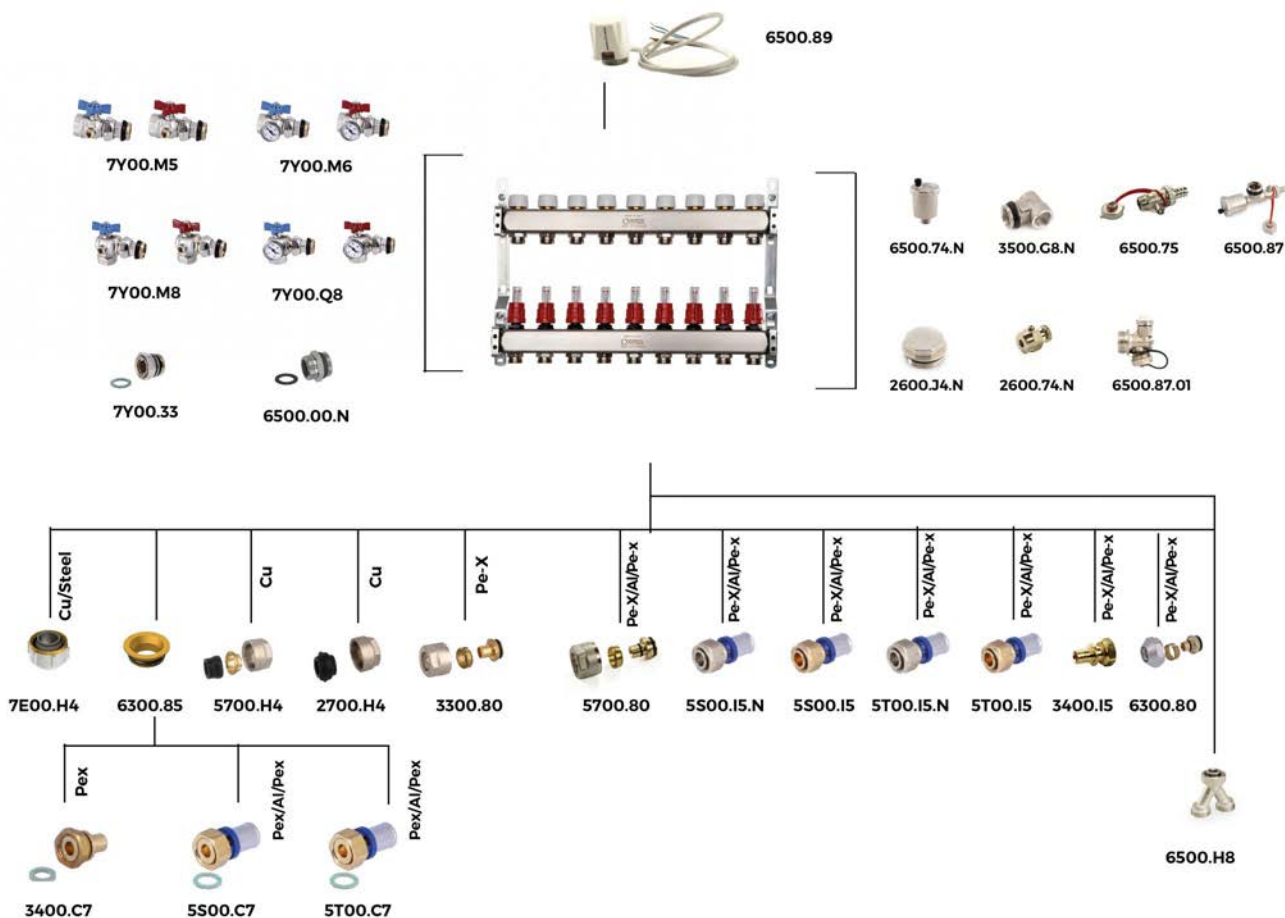 6500.89
7Y00.M5
7Y00.M6
7Y00.M8
7Y00.Q8
7Y00.33
6500.00.N
6500.74.N
3500.G8.N
6500.75
6500.87
2600.J4.N
2600.74.N
6500.87.01
Cu/Steel
Cu
Cu
Pe-X
Pe-X/Al/Pe-x
Pe-X/Al/Pe-x
Pe-X/Al/Pe-x
Pe-X/Al/Pe-x
Pe-X/Al/Pe-x
Pe-X/Al/Pe-x
Pe-X/Al/Pe-x
7E00.H4
6300.85
5700.H4
2700.H4
3300.80
5700.80
5S00.I5.N
5S00.I5
5T00.I5.N
5T00.I5
3400.I5
6300.80
Pex
Pex/Al/Pex
Pex/Al/Pex
3400.C7
5S00.C7
5T00.C7
6500.H8